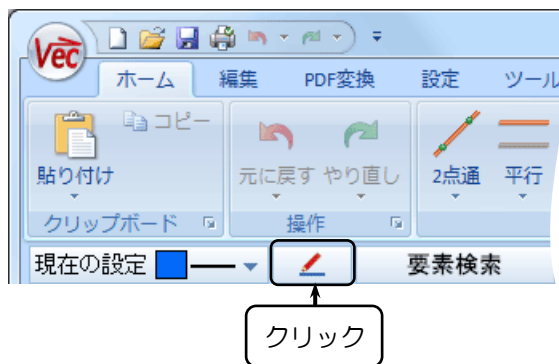 Vec
ホーム 編集 PDF変換 設定 ツール
貼り付け コピー 元に戻す やり直し 2点通 平行
クリップボード 操作
現在の設定 要素検索
クリック